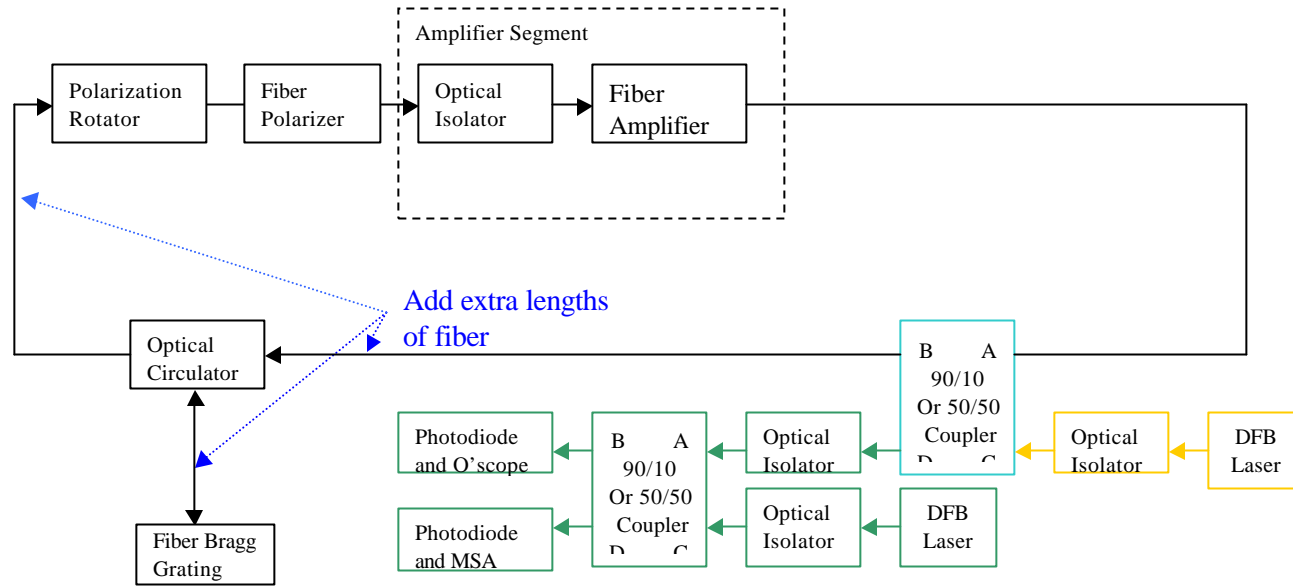 Amplifier Segment
Polarization
Rotator
Fiber
Polarizer
Optical
Isolator
Fiber
Amplifier
Add extra lengths
of fiber
Optical
Circulator
B A
90/10
Or 50/50
Coupler
D C
Photodiode
and O'scope
B A
90/10
Or 50/50
Coupler
D C
Optical
Isolator
Optical
Isolator
DFB
Laser
Photodiode
and MSA
Optical
Isolator
DFB
Laser
Fiber Bragg
Grating